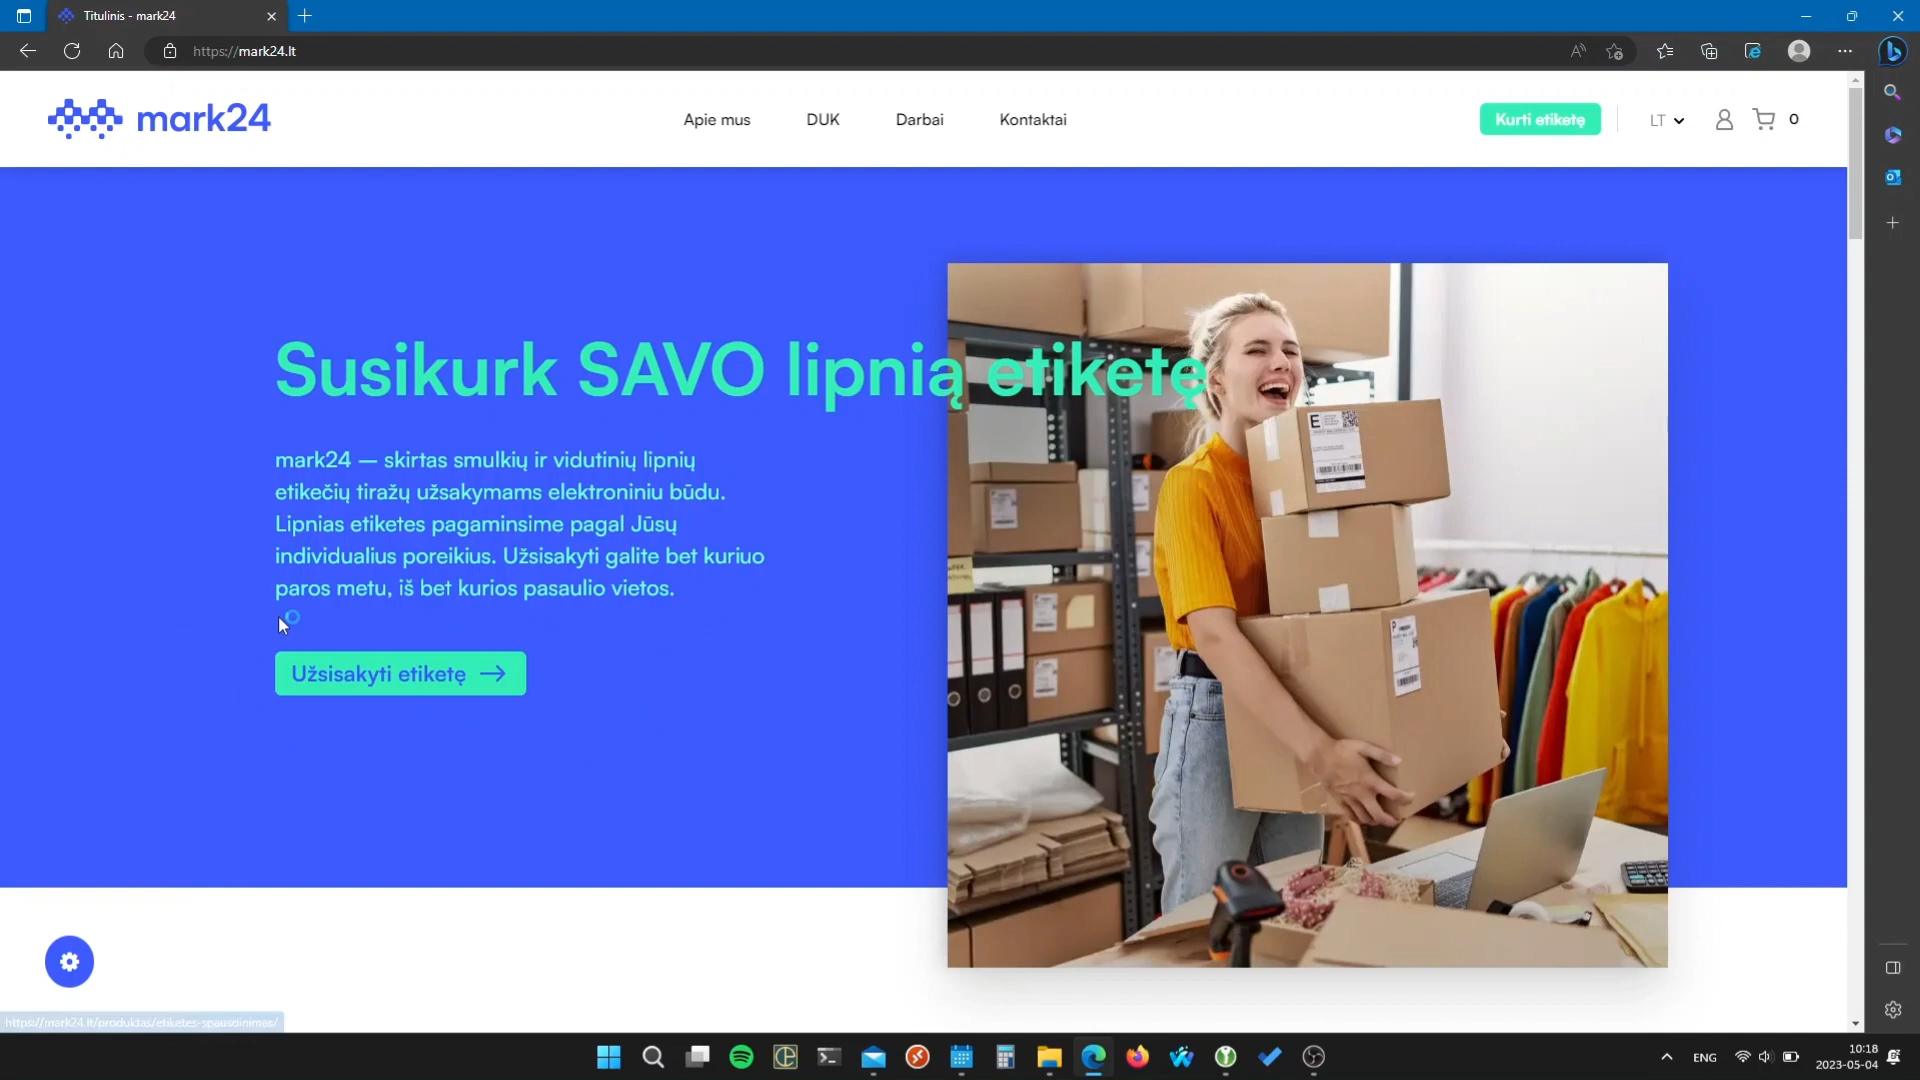 Titulinis - mark24
https://mark24.lt
mark24
Apie mus
DUK
Darbai
Kontaktai
Kurti etiketę
LT
0
Susikurk SAVO lipnią etiketę
mark24 — skirtas smulkių ir vidutinių lipnių
etikečių tiražų užsakymams elektroniniu būdu.
Lipnias etiketes pagaminsime pagal Jūsų
individualius poreikius. Užsisakyti galite bet kuriuo
paros metu, iš bet kurios pasaulio vietos.
Užsisakyti etiketę
https://mark24.lt/produktas/etiketes-spausdinimas/
ENG
10:18
2023-05-04